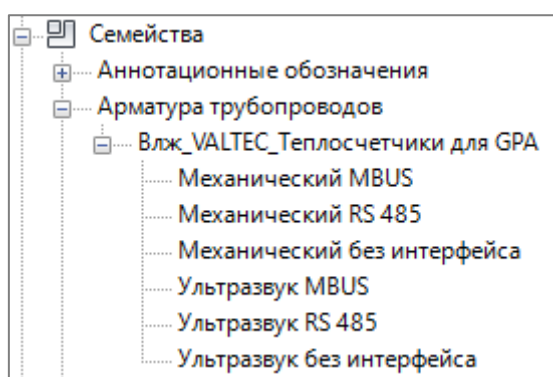 Семейства
Аннотационные обозначения
Арматура трубопроводов
Влж_VALTEC_Теплосчетчики для GPA
Механический MBUS
Механический RS 485
Механический без интерфейса
Ультразвук MBUS
Ультразвук RS 485
Ультразвук без интерфейса